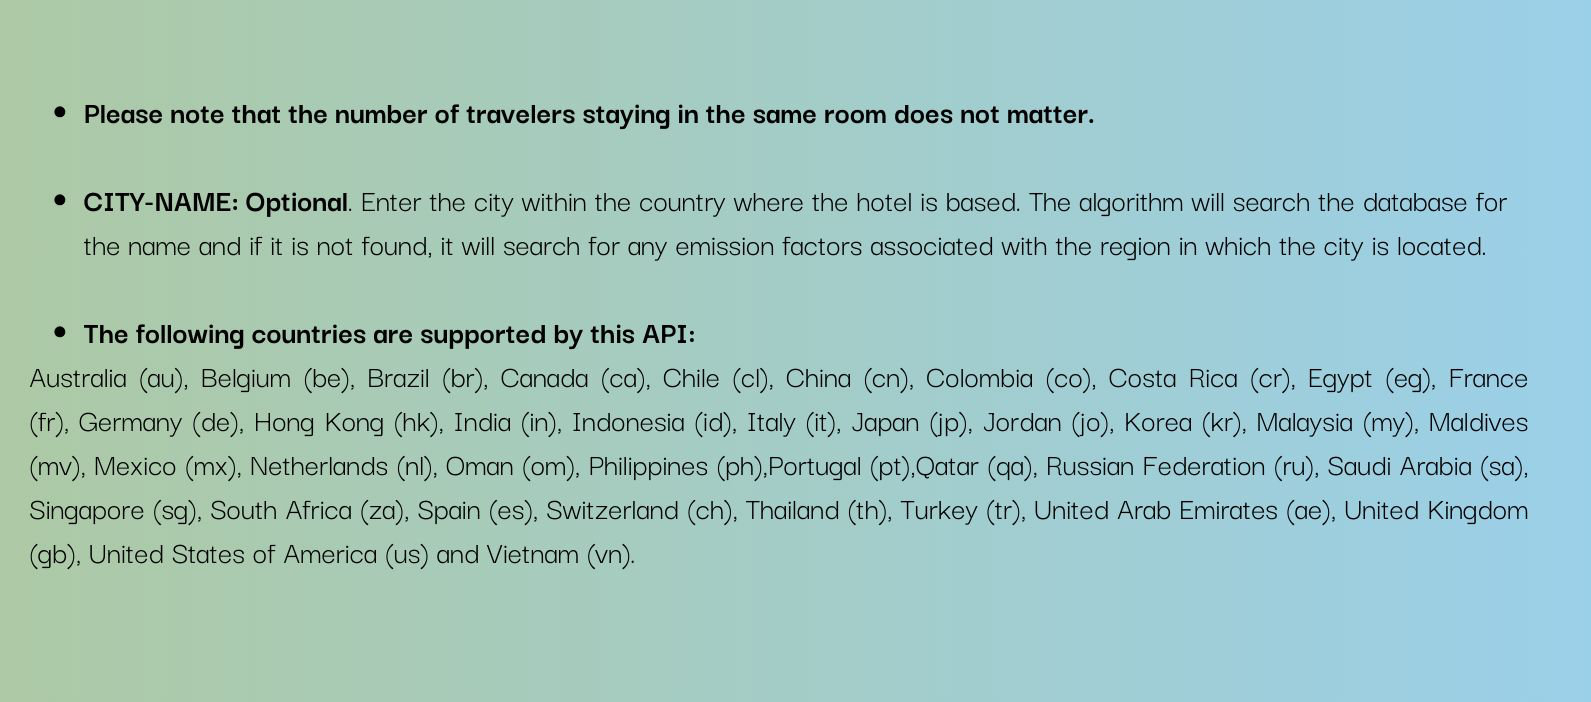 • Please note that the number of travelers staying in the same room does not matter.
• CITY-NAME: Optional. Enter the city within the country where the hotel is based. The algorithm will search the database for
the name and if it is not found, it will search for any emission factors associated with the region in which the city is located.
• The following countries are supported by this API:
Australia (au), Belgium (be), Brazil (br), Canada (ca), Chile (cl), China (cn), Colombia (co), Costa Rica (cr), Egypt (eg), France
(fr), Germany (de), Hong Kong (hk), India (in), Indonesia (id), Italy (it), Japan (jp), Jordan (jo), Korea (kr), Malaysia (my), Maldives
(mv), Mexico (mx), Netherlands (nl), Oman (om), Philippines (ph),Portugal (pt),Qatar (qa), Russian Federation (ru), Saudi Arabia (sa),
Singapore (sg), South Africa (za), Spain (es), Switzerland (ch), Thailand (th), Turkey (tr), United Arab Emirates (ae), United Kingdom
(gb), United States of America (us) and Vietnam (vn).